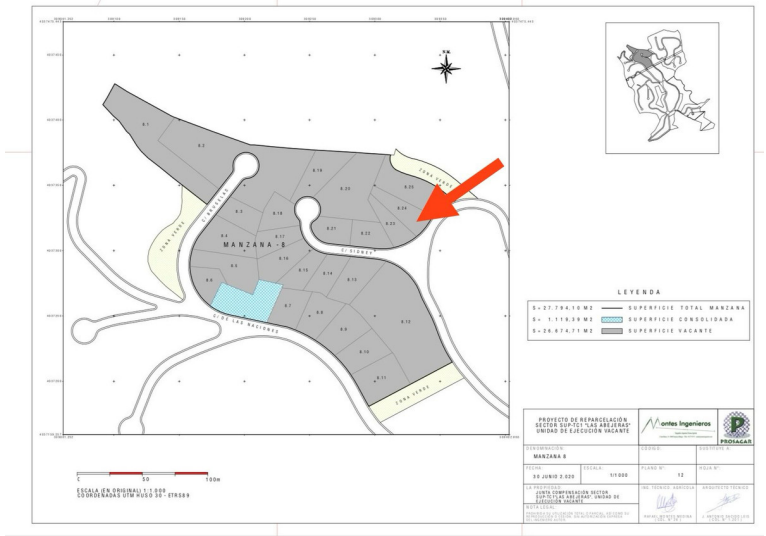 N.M.
8.1
8.2
8.19
8.20
ZONA VERDE
8.25
8.24
8.23
C/BRUSELAS
8.3
8.18
8.21
8.22
ZONA VERDE
8.4
8.17
MANZANA -8
C/SIDNEY
8.16
8.5
8.15
8.14
8.13
8.6
8.7
8.8
C/ DE LAS NACIONES
8.12
8.9
8.10
8.11
ZONA VERDE
LEYENDA
S= 27.794,10 M2 SUPERFICIE TOTAL MANZANA
S= 1.119,39 M2 SUPERFICIE CONSOLIDADA
S= 26.674,71 M2 SUPERFICIE VACANTE
0 50 100m
ESCALA (EN ORIGINAL) 1:1.000
COORDENADAS UTM HUSO 30 - ETRS89
PROYECTO DE REPARCELACIÓN
SECTOR SUP-TC1 "LAS ABEJERAS"
UNIDAD DE EJECUCIÓN VACANTE
Montes Ingenieros
PROSAGAR
DENOMINACIÓN:
MANZANA 8
CÓDIGO:
SUSTITUYE A:
FECHA:
30 JUNIO 2.020
ESCALA:
1/1000
PLANO Nº:
12
HOJA Nº
LA PROPIEDAD:
JUNTA COMPENSACIÓN SECTOR
SUP-TC1"LAS ABEJERAS", UNIDAD DE
EJECUCIÓN VACANTE
ING. TÉCNICO AGRÍCOLA
ARQUITECTO TÉCNICO
NOTA LEGAL: